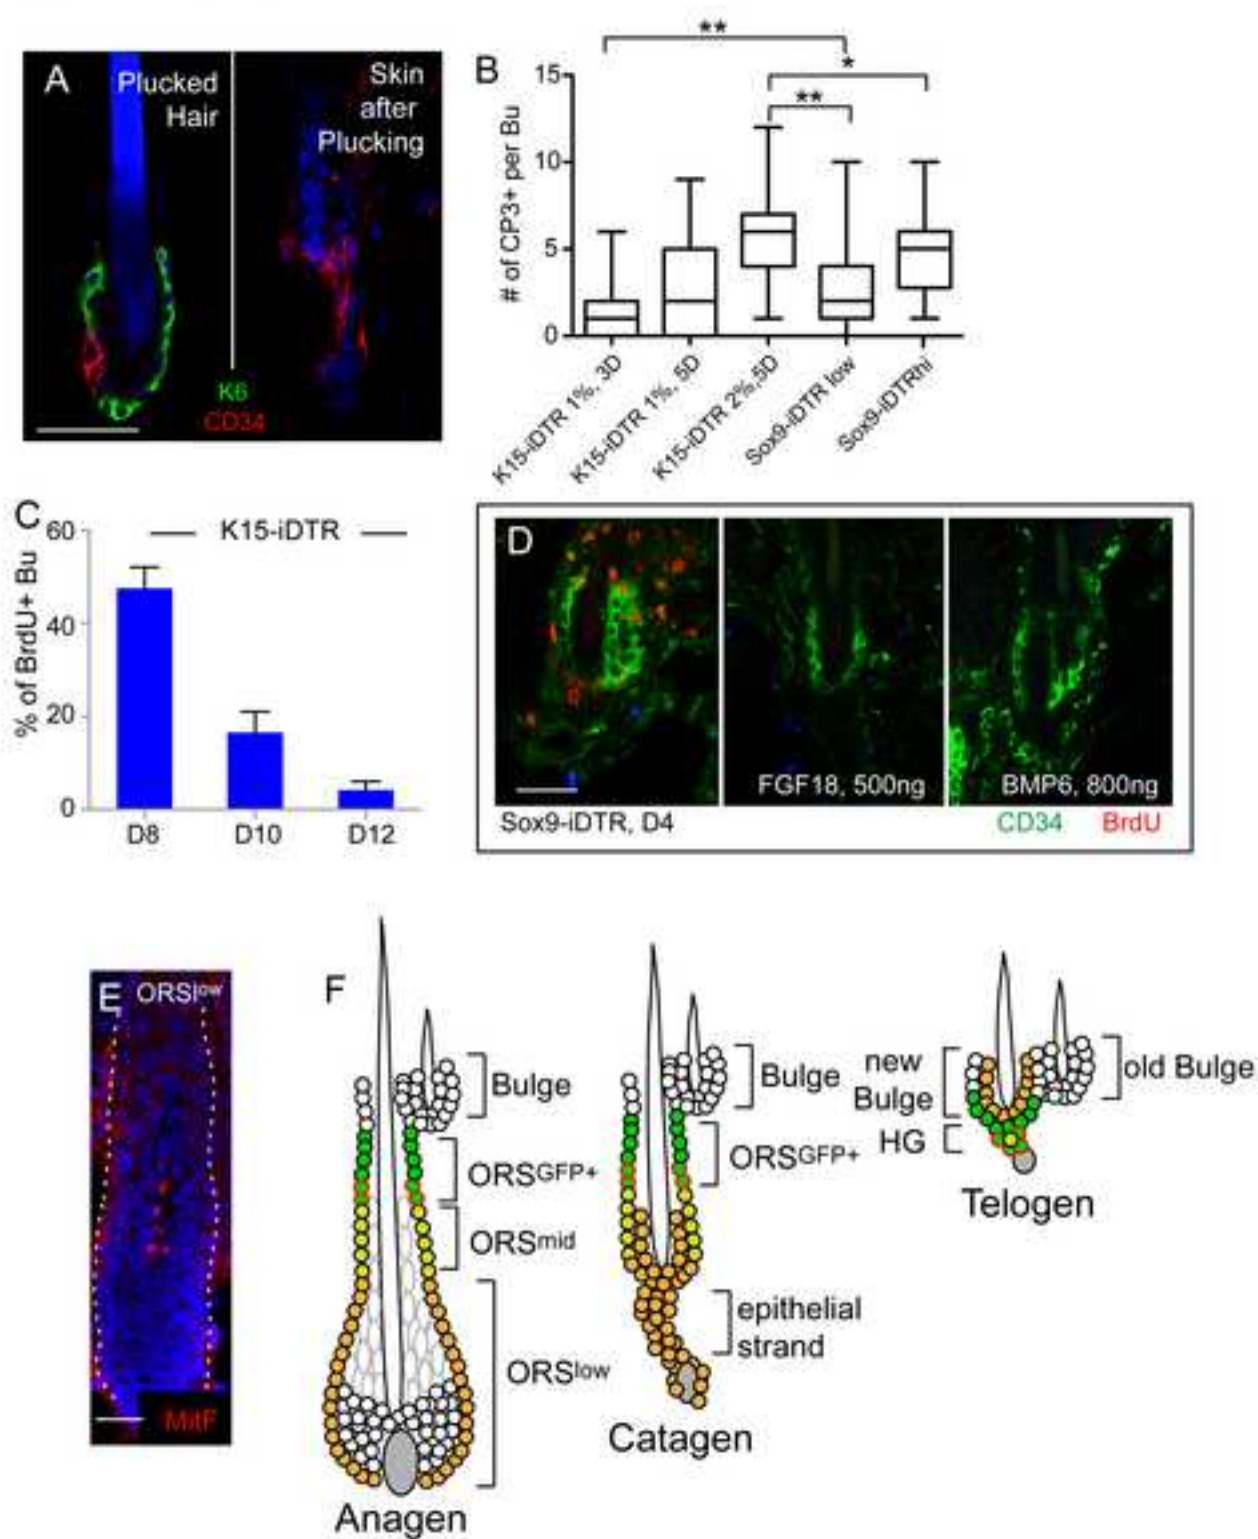 A
Plucked
Hair
Skin
after
Plucking
K6
CD34
B
# of CP3+ per Bu
15
10
5
0
**
*
**
K15-iDTR 1%, 3D
K15-iDTR 1%, 5D
K15-iDTR 2%,5D
Sox9-iDTR low
Sox9-iDTRhi
C
% of BrdU+ Bu
60
40
20
0
K15-iDTR
D8
D10
D12
D
FGF18, 500ng
BMP6, 800ng
Sox9-iDTR, D4
CD34
BrdU
E
ORSlow
MitF
F
Bulge
ORSGFP+
ORSmid
ORSlow
Anagen
Bulge
ORSGFP+
epithelial
strand
Catagen
new
Bulge
HG
old Bulge
Telogen